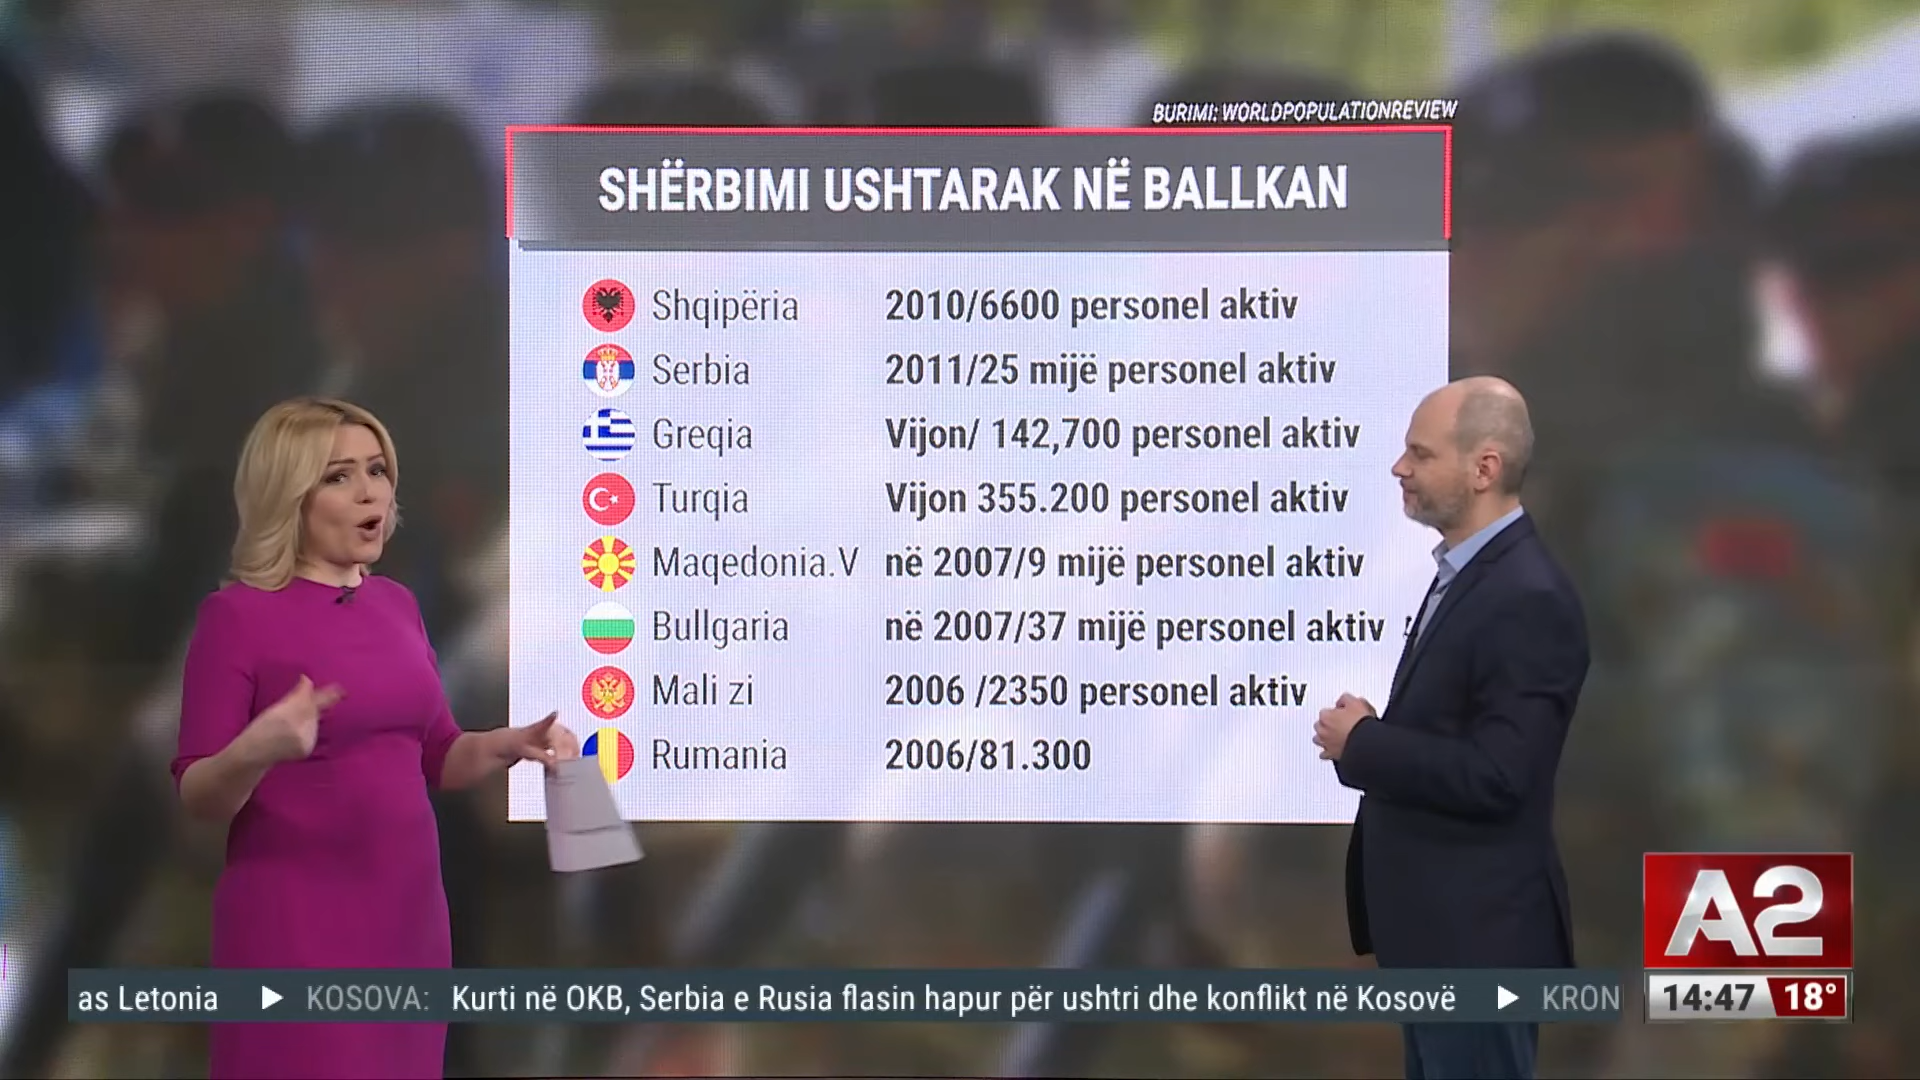 BURIMI: WORLDPOPULATIONREVIEW
SHËRBIMI USHTARAK NË BALLKAN
Shqipëria 2010/6600 personel aktiv
Serbia 2011/25 mijë personel aktiv
Greqia Vijon/ 142,700 personel aktiv
Turqia Vijon 355.200 personel aktiv
Maqedonia.V në 2007/9 mijë personel aktiv
Bullgaria në 2007/37 mijë personel aktiv
Mali zi 2006 /2350 personel aktiv
Rumania 2006/81.300
A2
as Letonia ▶ KOSOVA: Kurti në OKB, Serbia e Rusia flasin hapur për ushtri dhe konflikt në Kosovë ▶ KRON
14:47 18°